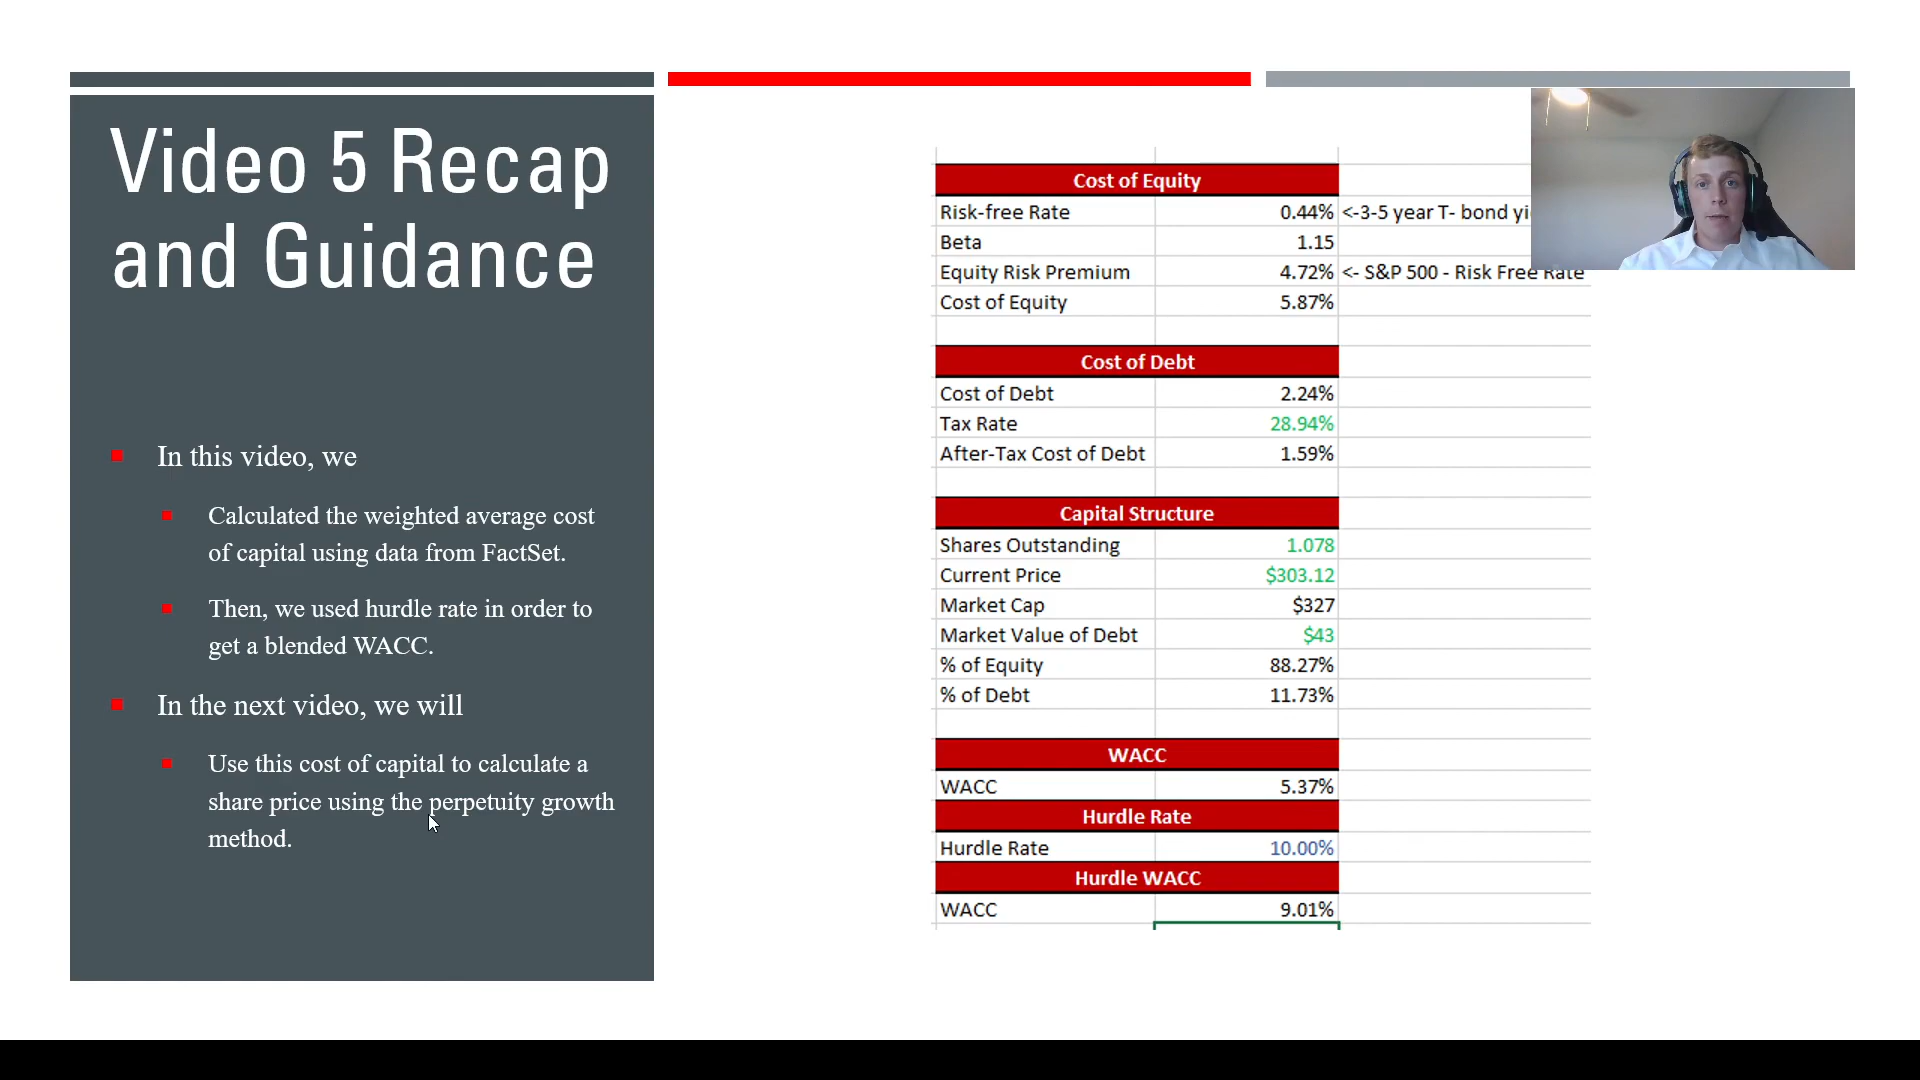 Video 5 Recap
and Guidance
In this video, we
Calculated the weighted average cost
of capital using data from FactSet.
Then, we used hurdle rate in order to
get a blended WACC.
In the next video, we will
Use this cost of capital to calculate a
share price using the perpetuity growth
method.
Cost of Equity
Risk-free Rate 0.44% <-3-5 year T- bond
Beta 1.15
Equity Risk Premium 4.72% <- S&P 500 - Risk Free Rate
Cost of Equity 5.87%
Cost of Debt
Cost of Debt 2.24%
Tax Rate 28.94%
After-Tax Cost of Debt 1.59%
Capital Structure
Shares Outstanding 1.078
Current Price $303.12
Market Cap $327
Market Value of Debt $43
% of Equity 88.27%
% of Debt 11.73%
WACC
WACC 5.37%
Hurdle Rate
Hurdle Rate 10.00%
Hurdle WACC
WACC 9.01%